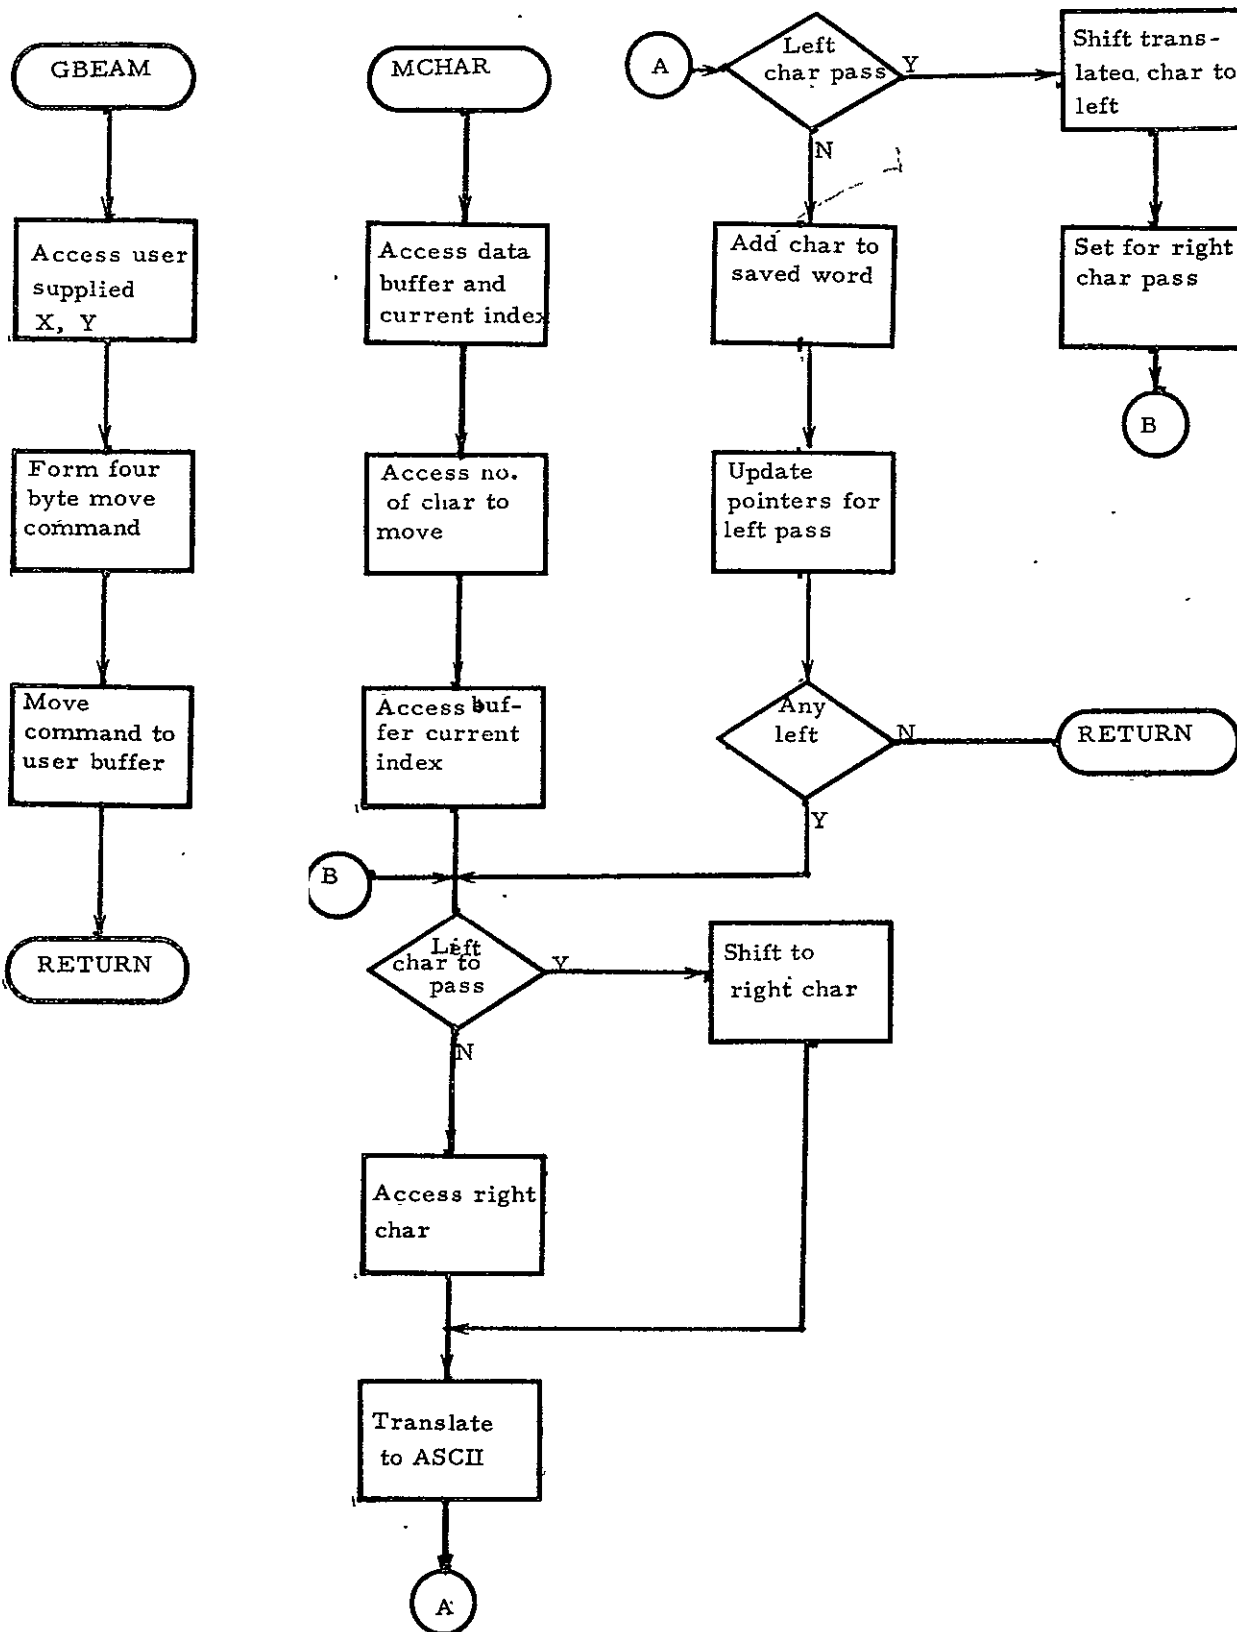 GBEAM
Access user
supplied
X, Y
Form four
byte move
command
Move
command to
user buffer
RETURN
MCHAR
Access data
buffer and
current index
Access no.
of char to
move
Access buf-
fer current
index
B
Left
char to
pass
Y
N
Shift to
right char
Access right
char
Translate
to ASCII
A
A
Left
char pass
Y
N
Shift trans-
lated, char to
left
Set for right
char pass
B
Add char to
saved word
Update
pointers for
left pass
Any
left
N
Y
RETURN